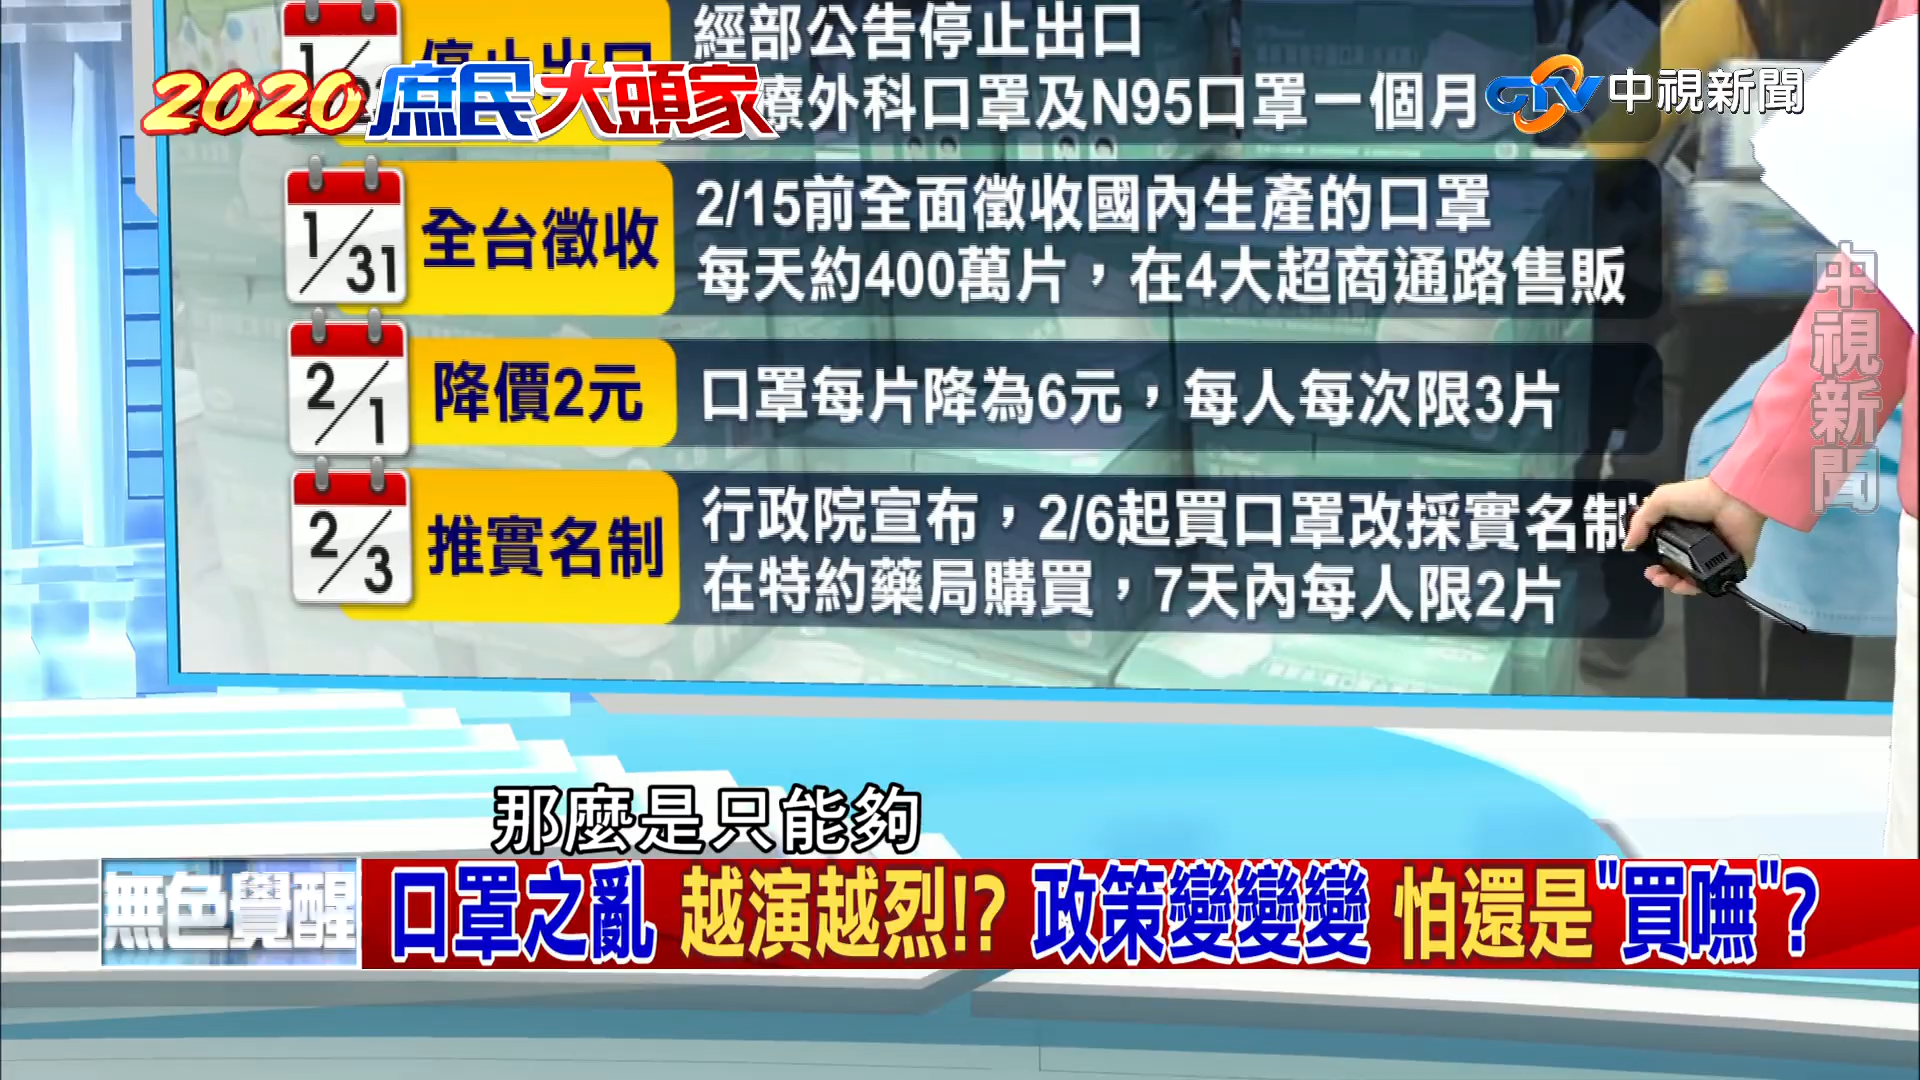 經部公告停止出口
停止出口
療外科口罩及N95口罩一個月
2020庶民大頭家
CTV中視新聞
1/31
全台徵收
2/15前全面徵收國內生產的口罩
每天約400萬片，在4大超商通路售販
2/1
降價2元
口罩每片降為6元，每人每次限3片
2/3
推實名制
行政院宣布，2/6起買口罩改採實名制
在特約藥局購買，7天內每人限2片
中視新聞
那麼是只能夠
無色覺醒
口罩之亂 越演越烈!? 政策變變變 怕還是"買嘸"?